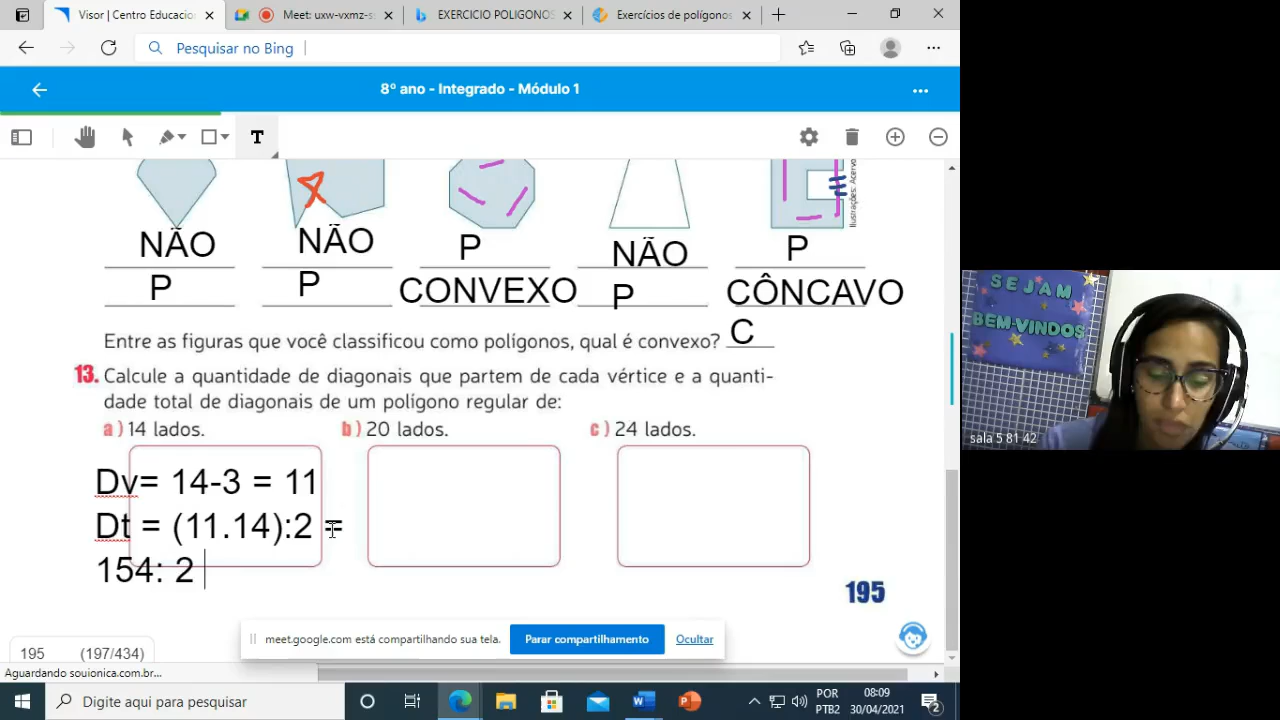 Visor | Centro Educacio
Meet: uxw-vxmz-s
EXERCICIO POLIGONOS
Exercícios de polígonos
Pesquisar no Bing
8º ano - Integrado - Módulo 1
T
NÃO
NÃO
P
NÃO
P
P
P
CONVEXO
P
CÔNCAVO
Ilustrações: Acervo
Entre as figuras que você classificou como polígonos, qual é convexo? C
13. Calcule a quantidade de diagonais que partem de cada vértice e a quanti-
dade total de diagonais de um polígono regular de:
a) 14 lados. b) 20 lados. c) 24 lados.
Dv= 14-3 = 11
Dt = (11.14):2 =
154: 2
195
meet.google.com está compartilhando sua tela. Parar compartilhamento Ocultar
195 (197/434)
Aguardando souionica.com.br...
Digite aqui para pesquisar
POR
PTB2
08:09
30/04/2021
2
SEJAM
BEM-VINDOS
sala 5 81 42